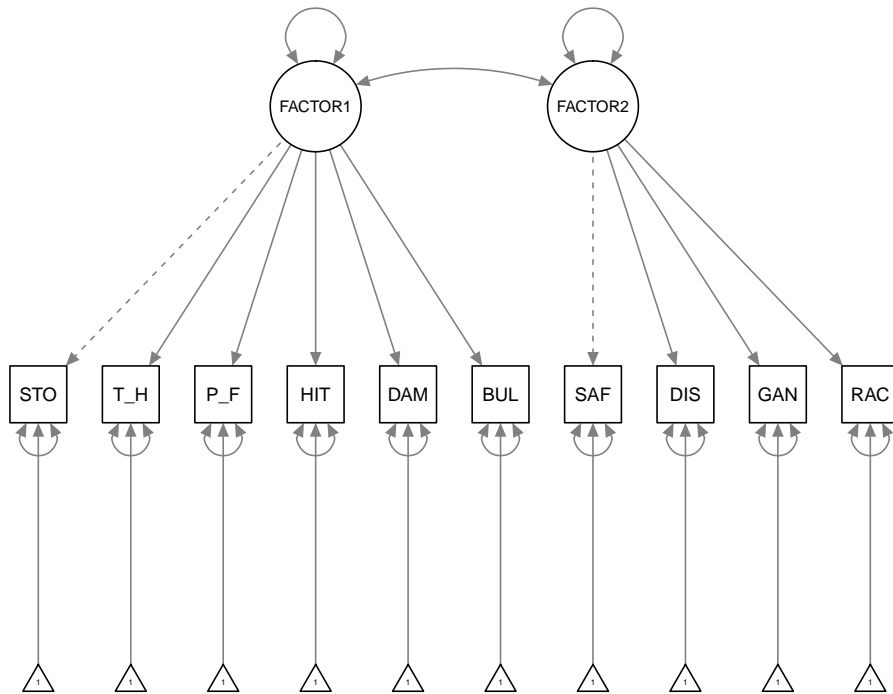 FACTOR1 FACTOR2
STO T_H P_F HIT DAM BUL SAF DIS GAN RAC
1 1 1 1 1 1 1 1 1 1